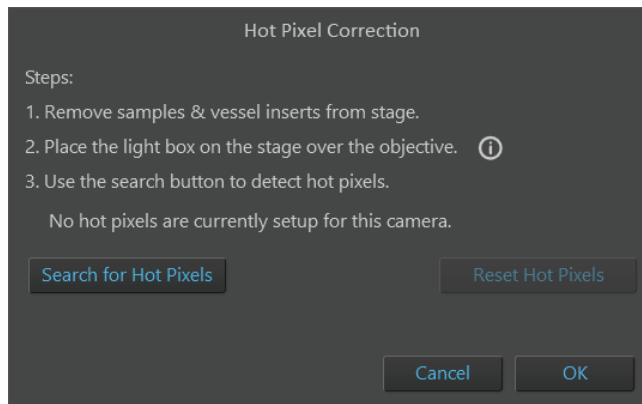 Hot Pixel Correction
Steps:
1. Remove samples & vessel inserts from stage.
2. Place the light box on the stage over the objective.
3. Use the search button to detect hot pixels.
No hot pixels are currently setup for this camera.
Search for Hot Pixels
Reset Hot Pixels
Cancel
OK